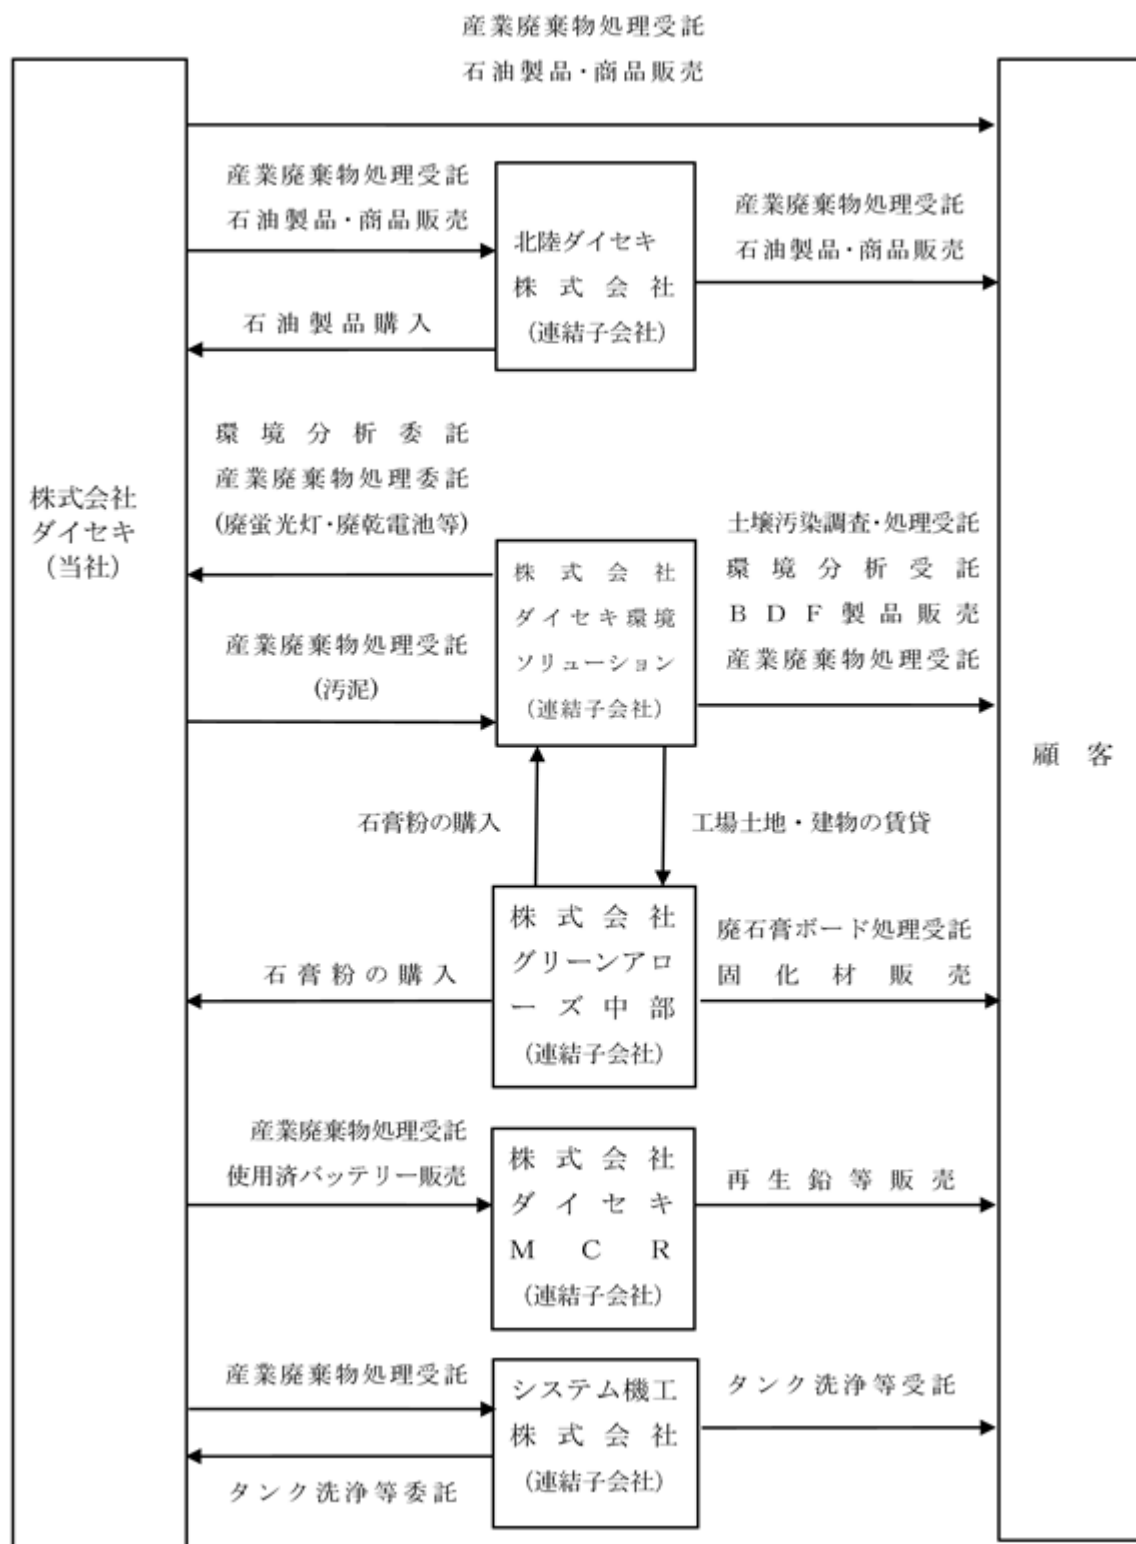 産業廃棄物処理受託
石油製品・商品販売
産業廃棄物処理受託
石油製品・商品販売
北陸ダイセキ
株式会社
(連結子会社)
産業廃棄物処理受託
石油製品・商品販売
石油製品購入
株式会社
ダイセキ
(当社)
環境分析委託
産業廃棄物処理委託
(廃蛍光灯・廃乾電池等)
株式会社
ダイセキ環境
ソリューション
(連結子会社)
土壌汚染調査・処理受託
環境分析受託
BDF製品販売
産業廃棄物処理受託
産業廃棄物処理受託
(汚泥)
顧客
石膏粉の購入
工場土地・建物の賃貸
株式会社
グリーンアロ
ーズ中部
(連結子会社)
廃石膏ボード処理受託
固化材販売
石膏粉の購入
産業廃棄物処理受託
使用済バッテリー販売
株式会社
ダイセキ
MCR
(連結子会社)
再生鉛等販売
産業廃棄物処理受託
システム機工
株式会社
(連結子会社)
タンク洗浄等受託
タンク洗浄等委託